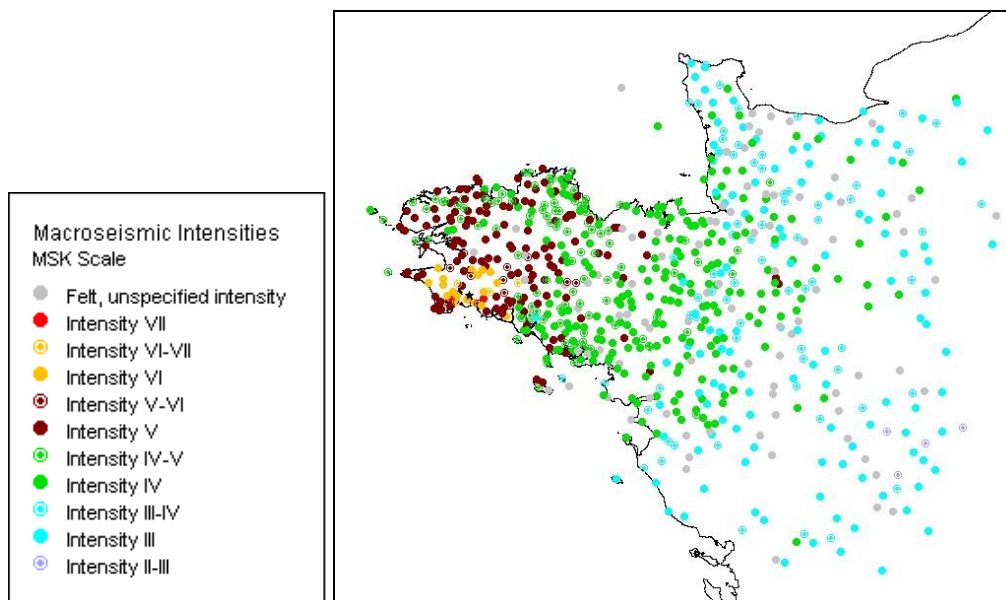 Macroseismic Intensities
MSK Scale
Felt, unspecified intensity
Intensity VII
Intensity VI-VII
Intensity VI
Intensity V-VI
Intensity V
Intensity IV-V
Intensity IV
Intensity III-IV
Intensity III
Intensity II-III